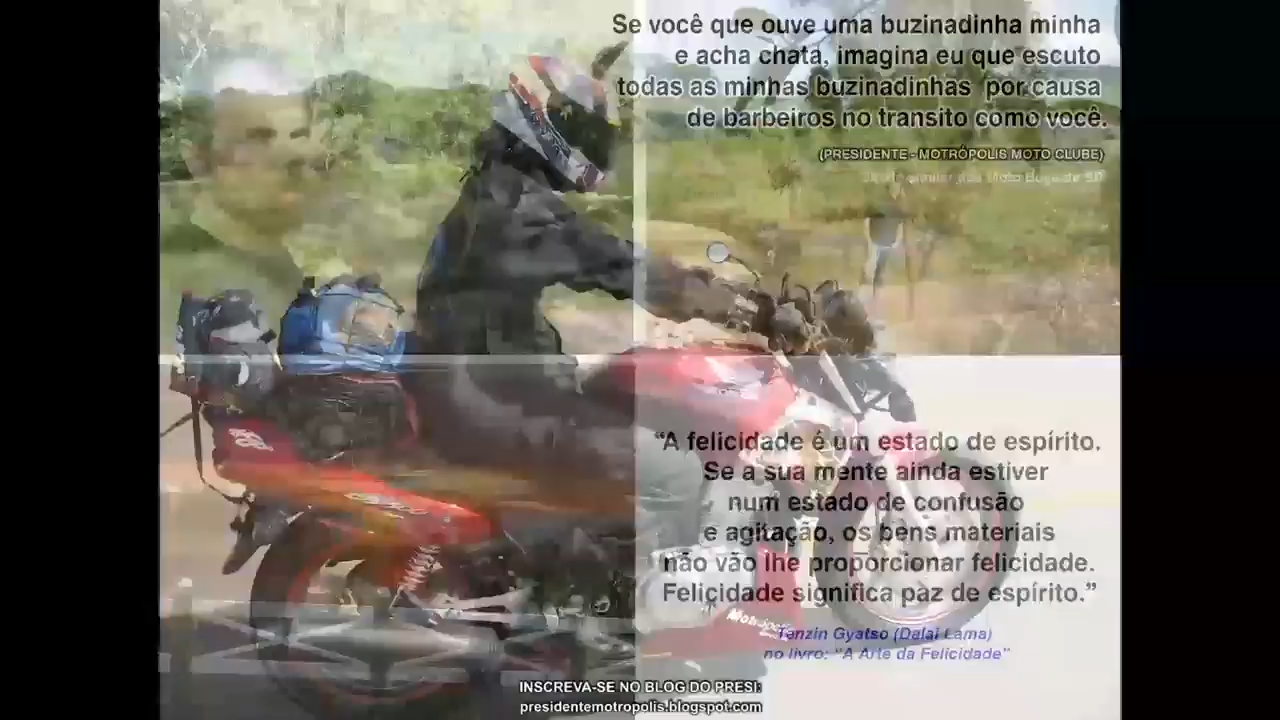 Se você que ouve uma buzinadinha minha
e acha chata, imagina eu que escuto
todas as minhas buzinadinhas por causa
de barbeiros no transito como você.
(PRESIDENTE - MOTRÓPOLIS MOTO CLUBE)
“A felicidade é um estado de espírito.
Se a sua mente ainda estiver
num estado de confusão
e agitação, os bens materiais
não vão lhe proporcionar felicidade.
Felicidade significa paz de espírito.”
Tenzin Gyatso (Dalai Lama)
no livro: “A Arte da Felicidade”
INSCREVA-SE NO BLOG DO PRESI:
presidentemotropolis.blogspot.com